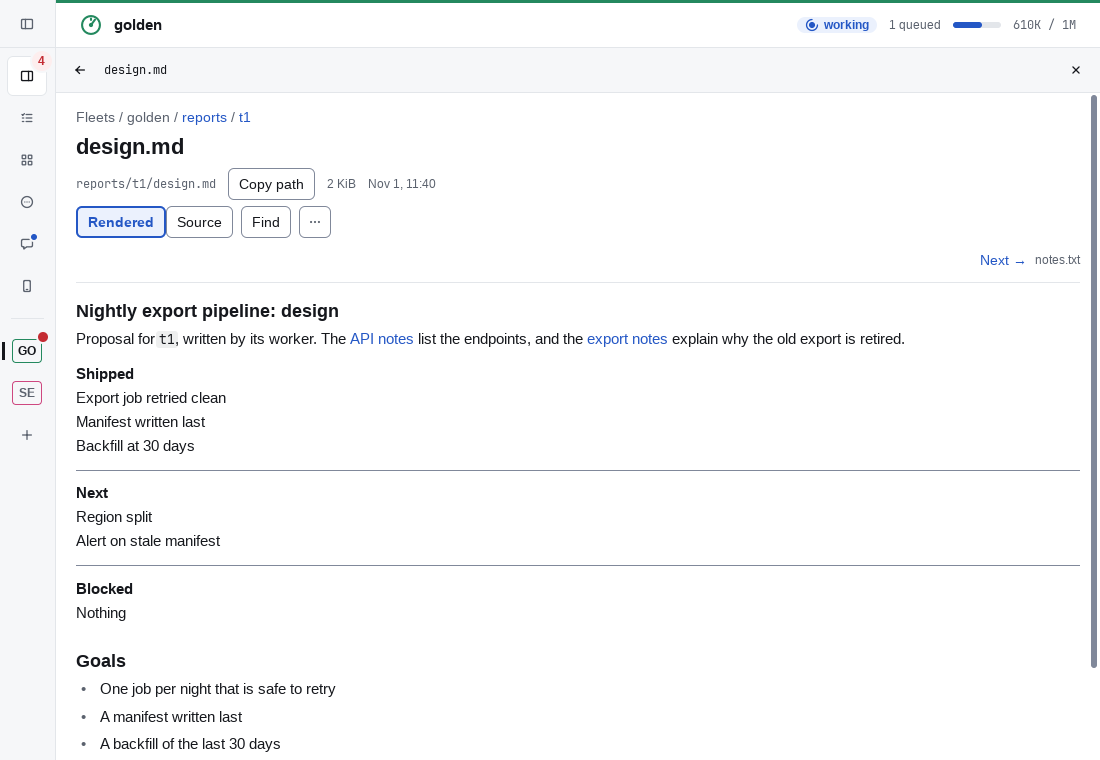 golden
working
1 queued
610K / 1M
4
design.md
Fleets / golden / reports / t1
design.md
reports/t1/design.md
Copy path
2 KiB
Nov 1, 11:40
Rendered
Source
Find
Next →
notes.txt
Nightly export pipeline: design
Proposal for t1, written by its worker. The API notes list the endpoints, and the export notes explain why the old export is retired.
Shipped
Export job retried clean
Manifest written last
Backfill at 30 days
Next
Region split
Alert on stale manifest
Blocked
Nothing
Goals
• One job per night that is safe to retry
• A manifest written last
• A backfill of the last 30 days
GO
SE